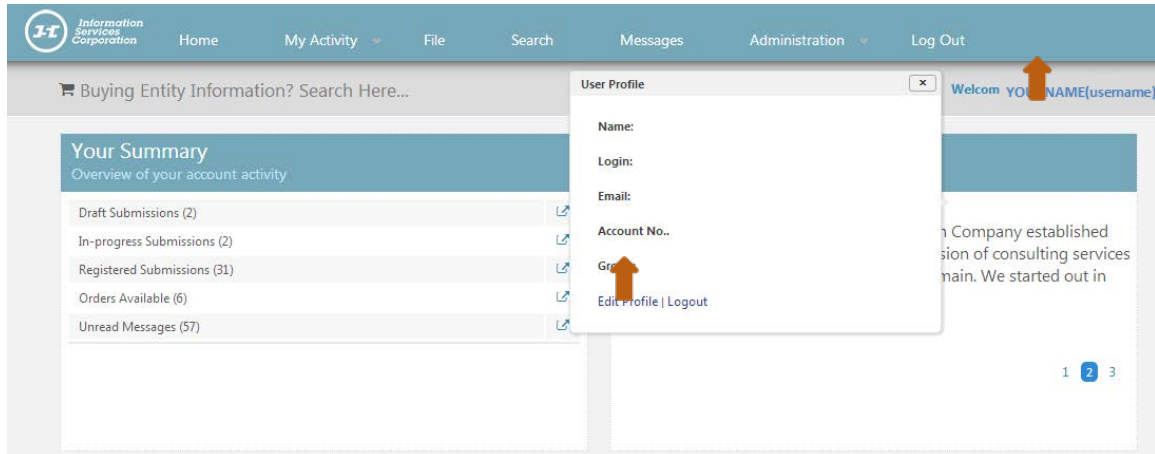 Information
Services
Corporation
Home My Activity File Search Messages Administration Log Out
Buying Entity Information? Search Here...
Welcom YOU NAME(username)
User Profile
Name:
Login:
Email:
Account No..
Edit Profile | Logout
Your Summary
Overview of your account activity
Draft Submissions (2)
In-progress Submissions (2)
Registered Submissions (31)
Orders Available (6)
Unread Messages (57)
Company established
sion of consulting services
main. We started out in
1 2 3